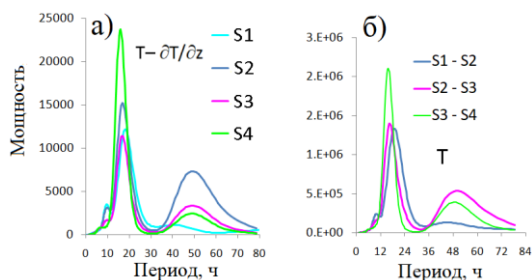 а)
T– ∂T/∂z
S1
S2
S3
S4
Мощность
25000
20000
15000
10000
5000
0
0 10 20 30 40 50 60 70 80
Период, ч
б)
S1 - S2
S2 - S3
S3 - S4
T
3.E+06
2.E+06
2.E+06
1.E+06
5.E+05
0.E+00
0 12 24 36 48 60 72 84
Период, ч